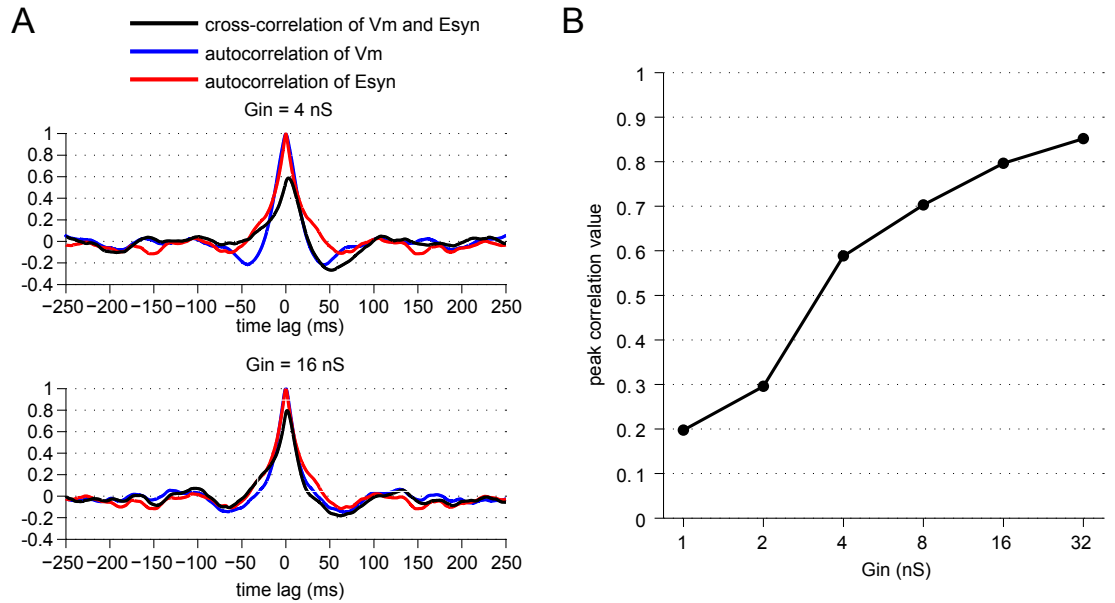 A
cross-correlation of Vm and Esyn
autocorrelation of Vm
autocorrelation of Esyn
Gin = 4 nS
1
0.8
0.6
0.4
0.2
0
-0.2
-0.4
−250 −200 −150 −100 −50 0 50 100 150 200 250
time lag (ms)
Gin = 16 nS
1
0.8
0.6
0.4
0.2
0
-0.2
-0.4
−250 −200 −150 −100 −50 0 50 100 150 200 250
time lag (ms)
B
peak correlation value
1
0.9
0.8
0.7
0.6
0.5
0.4
0.3
0.2
0.1
0
1 2 4 8 16 32
Gin (nS)